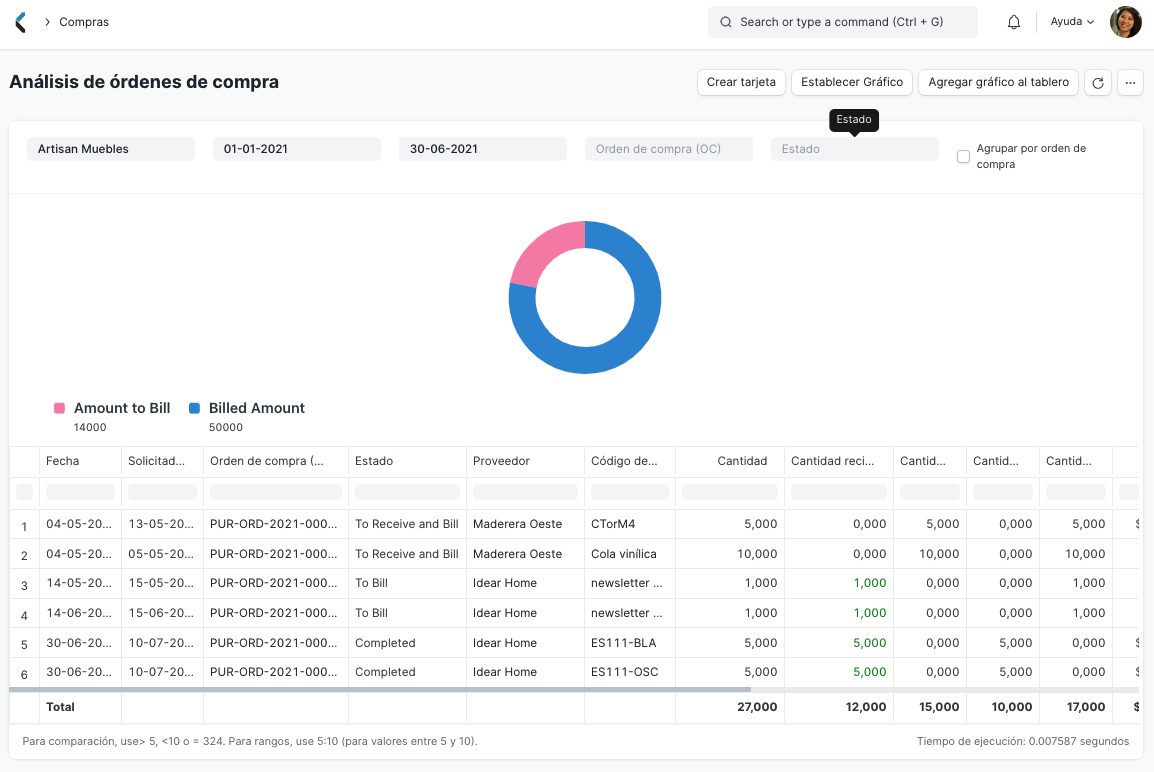 Compras
Search or type a command (Ctrl + G)
Ayuda
Análisis de órdenes de compra
Crear tarjeta
Establecer Gráfico
Agregar gráfico al tablero
Estado
Artisan Muebles
01-01-2021
30-06-2021
Orden de compra (OC)
Estado
Agrupar por orden de
compra
Amount to Bill
14000
Billed Amount
50000
Fecha Solicitad... Orden de compra (... Estado Proveedor Código de... Cantidad Cantidad reci... Cantid... Cantid... Cantid...
1 04-05-20... 13-05-20... PUR-ORD-2021-000... To Receive and Bill Maderera Oeste CTorM4 5,000 0,000 5,000 0,000 5,000 $
2 04-05-20... 05-05-20... PUR-ORD-2021-000... To Receive and Bill Maderera Oeste Cola vinílica 10,000 0,000 10,000 0,000 10,000
3 14-05-20... 15-05-20... PUR-ORD-2021-000... To Bill Idear Home newsletter ... 1,000 1,000 0,000 0,000 1,000
4 14-06-20... 15-06-20... PUR-ORD-2021-000... To Bill Idear Home newsletter ... 1,000 1,000 0,000 0,000 1,000
5 30-06-20... 10-07-20... PUR-ORD-2021-000... Completed Idear Home ES111-BLA 5,000 5,000 0,000 5,000 0,000 $
6 30-06-20... 10-07-20... PUR-ORD-2021-000... Completed Idear Home ES111-OSC 5,000 5,000 0,000 5,000 0,000 $
Total 27,000 12,000 15,000 10,000 17,000 $
Para comparación, use> 5, <10 o = 324. Para rangos, use 5:10 (para valores entre 5 y 10).
Tiempo de ejecución: 0.007587 segundos